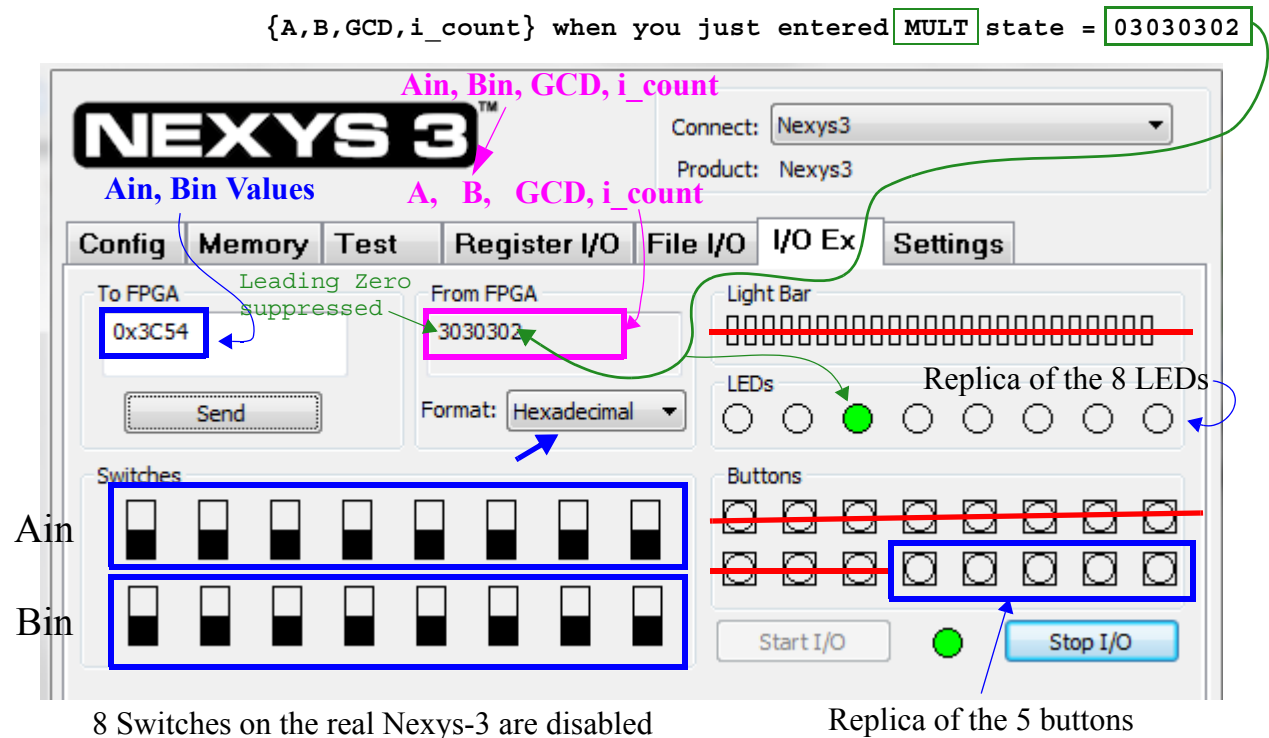 {A,B,GCD,i_count} when you just entered MULT state = 03030302
Ain, Bin, GCD, i_count
NEXYS 3™
Connect: Nexys3
Product: Nexys3
Ain, Bin Values
A, B, GCD, i_count
Config Memory Test Register I/O File I/O I/O Ex Settings
To FPGA
Leading Zero
suppressed
From FPGA
Light Bar
0x3C54
3030302
LEDs
Replica of the 8 LEDs
Send
Format: Hexadecimal
Switches
Buttons
Ain
Bin
Start I/O
Stop I/O
8 Switches on the real Nexys-3 are disabled
Replica of the 5 buttons